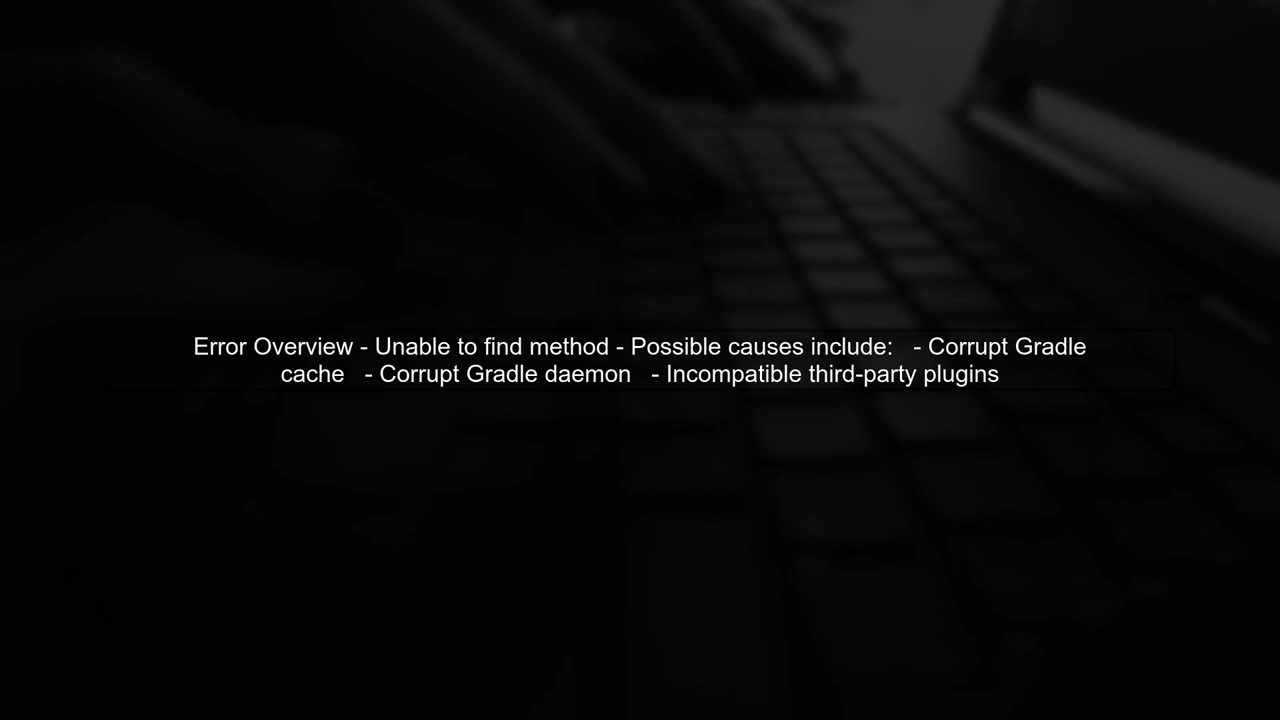 Error Overview - Unable to find method - Possible causes include:   - Corrupt Gradle
cache   - Corrupt Gradle daemon   - Incompatible third-party plugins